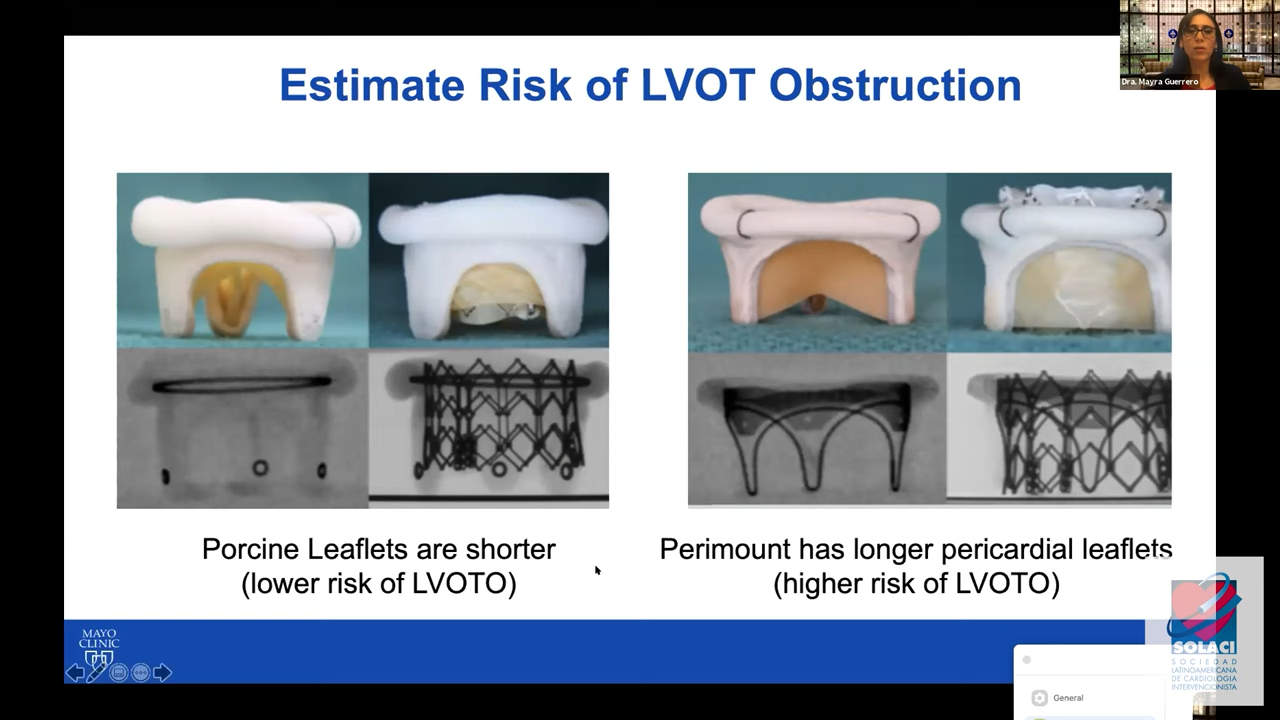 Estimate Risk of LVOT Obstruction
Dra. Mayra Guerrero
Porcine Leaflets are shorter
(lower risk of LVOTO)
Perimount has longer pericardial leaflets
(higher risk of LVOTO)
MAYO
CLINIC
SOLACI
SOCIEDAD
LATINOAMERICANA
DE CARDIOLOGIA
INTERVENCIONISTA
General